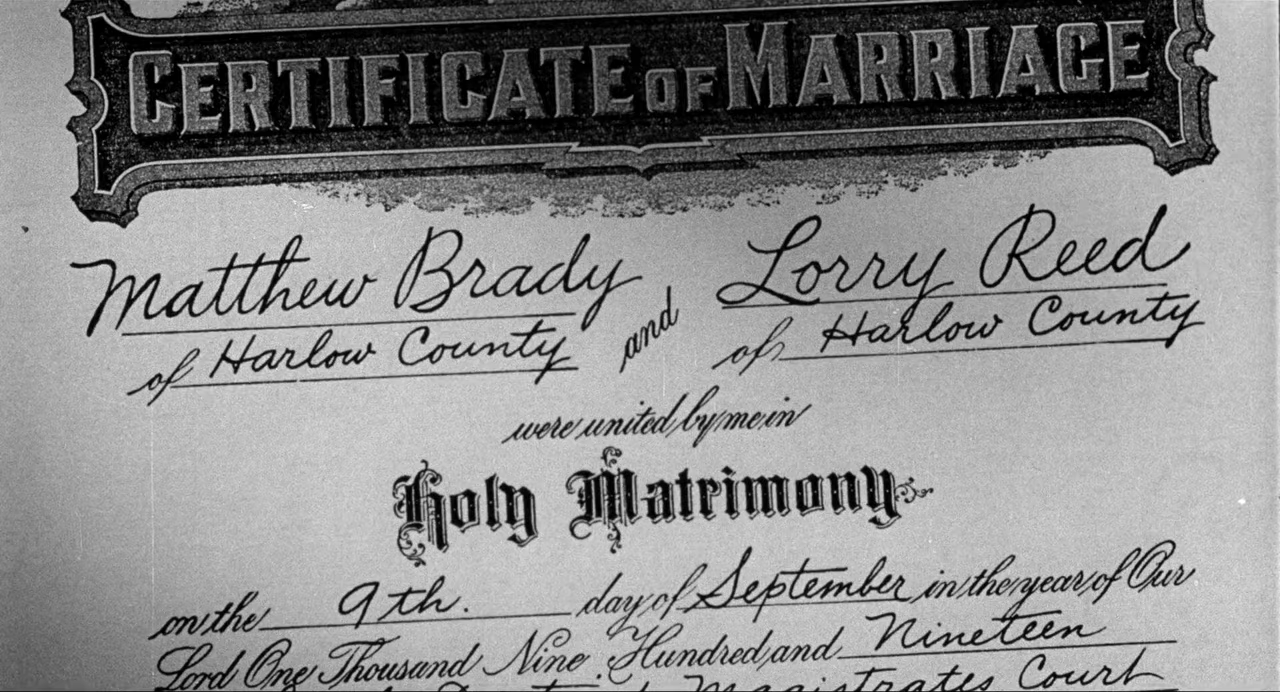 CERTIFICATE OF MARRIAGE
Matthew Brady and Lorry Reed
of Harlow County of Harlow County
were united by me in
Holy Matrimony
on the 9th. day of September in the year of Our
Lord One Thousand Nine Hundred and Nineteen
Magistrates Court